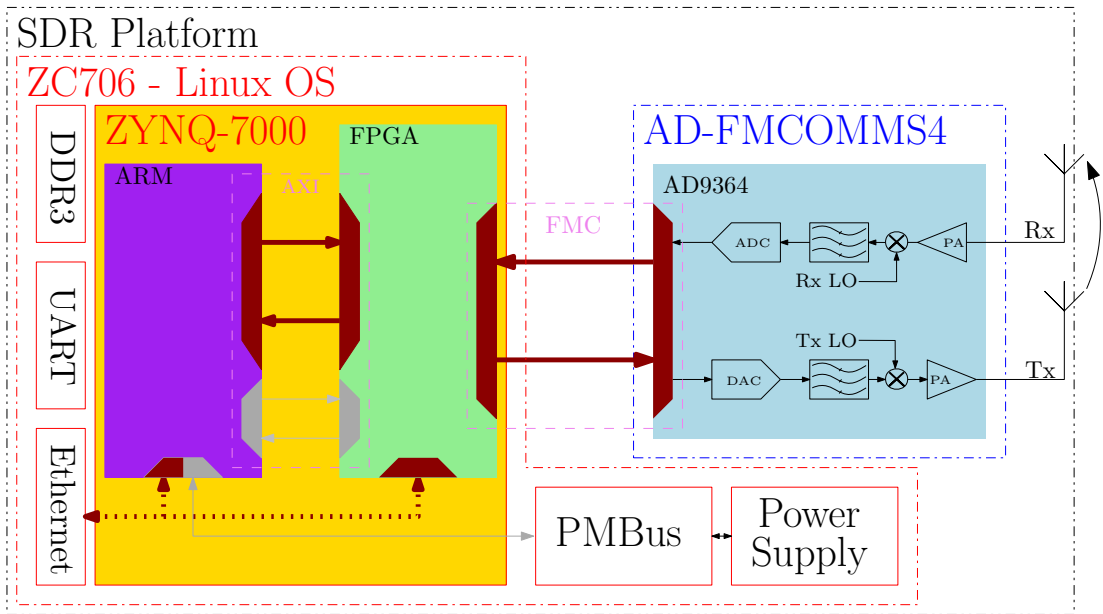 SDR Platform
ZC706 - Linux OS
DDR3
UART
Ethernet
ZYNQ-7000
ARM
AXI
FPGA
FMC
AD-FMCOMMS4
AD9364
ADC
PA
Rx
Rx LO
Tx LO
DAC
PA
Tx
PMBus
Power
Supply